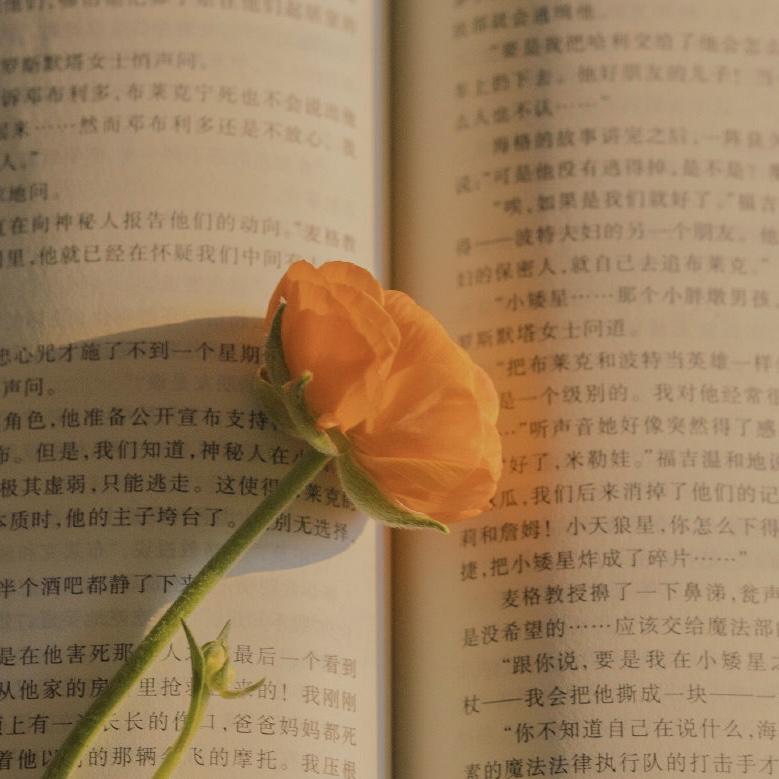 罗斯默塔女士悄声问。
诉邓布利多,布莱克宁死也不会说出他
起来……然而邓布利多还是不放心。我
人。”
地问。
直在向神秘人报告他们的动向。”麦格教
里,他就已经在怀疑我们中间有
忠心咒才施了不到一个星期
声问。
角色,他准备公开宣布支持
布。但是,我们知道,神秘人在小
极其虚弱,只能逃走。这使得 莱克
本质时,他的主子垮台了。 别无选择,
半个酒吧都静了下来
是在他害死那 人 最后一个看到
从他家的房 里抢 来的!我刚刚
上有一 长长的伤口,爸爸妈妈都死
着他以 的那辆 飞的摩托。我压根
就会逮捕他。
“要是我把哈利交给了他会怎么
车上扔下去。他好朋友的儿子!当
么人也不认……”
海格的故事讲完之后,一阵良久
说:“可是他没有逃得掉,是不是?
“唉,如果是我们就好了。”福吉
得——波特夫妇的另一个朋友。他
妇的保密人,就自己去追布莱克。”
“小矮星……那个小胖墩男孩
罗斯默塔女士问道。
“把布莱克和波特当英雄一样
是一个级别的。我对他经常很
…”听声音她好像突然得了感
“好了,米勒娃。”福吉温和地说
瓜,我们后来消掉了他们的记
莉和詹姆!小天狼星,你怎么下得
捷,把小矮星炸成了碎片……”
麦格教授擤了一下鼻涕,瓮声
是没希望的……应该交给魔法部的
“跟你说,要是我在小矮星之
杖——我会把他撕成一块——
“你不知道自己在说什么,海
素的魔法法律执行队的打击手才